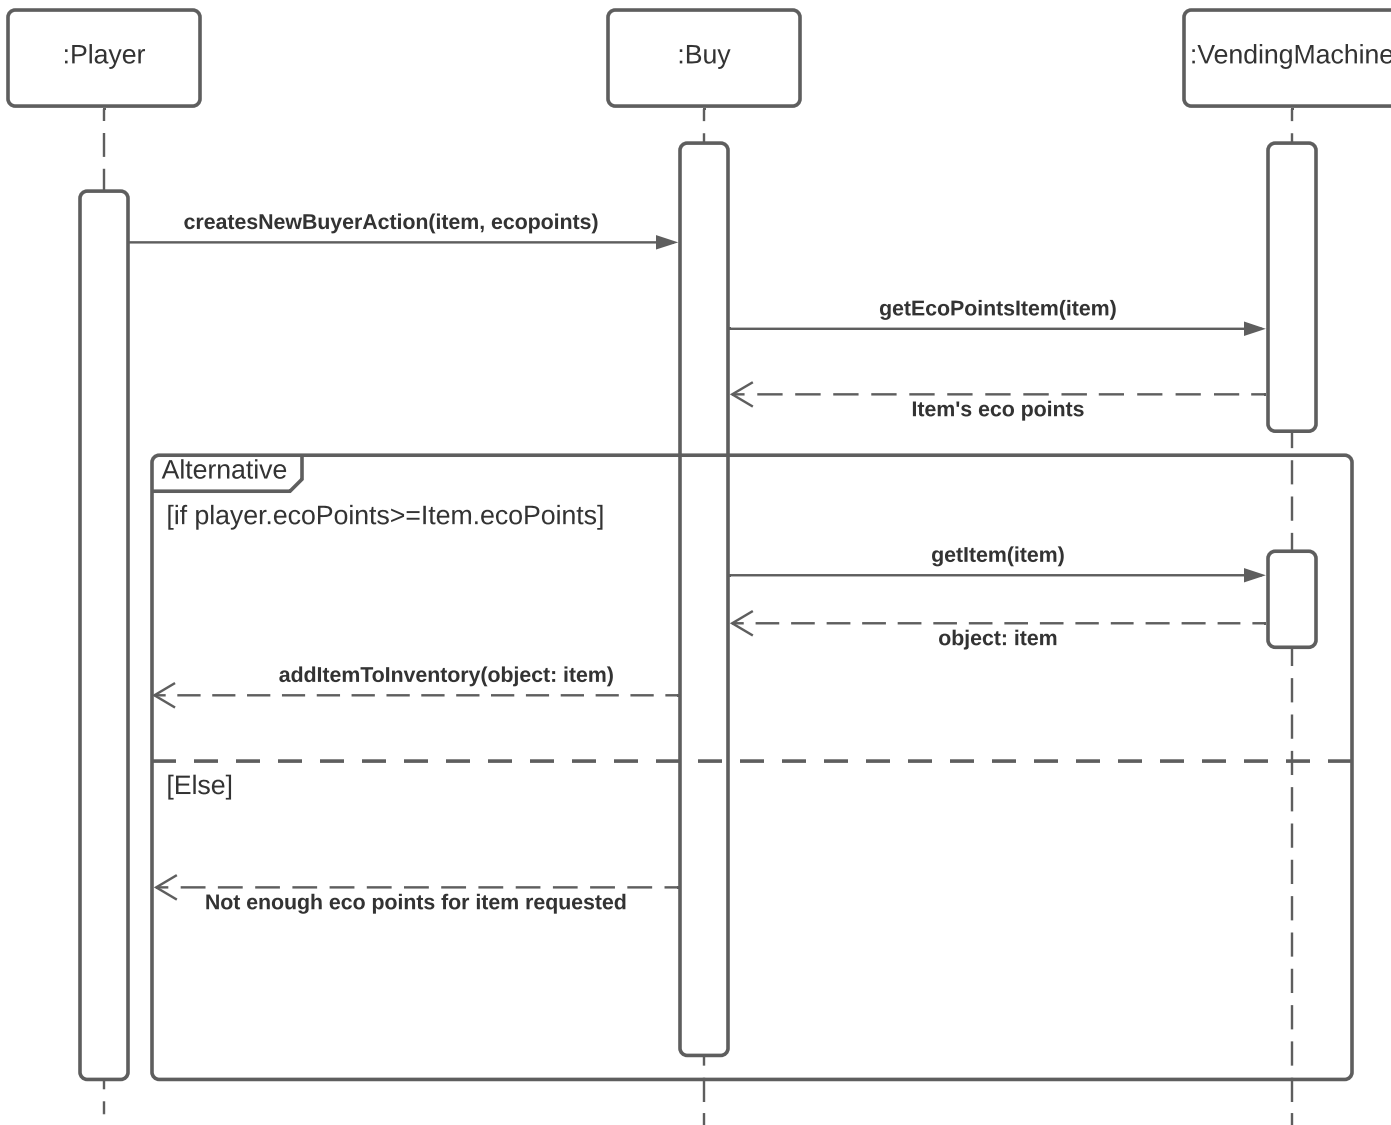 :Player
:Buy
:VendingMachine
createsNewBuyerAction(item, ecopoints)
getEcoPointsItem(item)
Item's eco points
Alternative
[if player.ecoPoints>=Item.ecoPoints]
getItem(item)
object: item
addItemToInventory(object: item)
[Else]
Not enough eco points for item requested